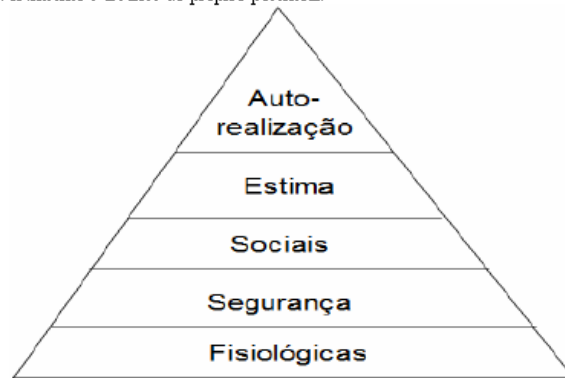 Auto-
realização
Estima
Sociais
Segurança
Fisiológicas